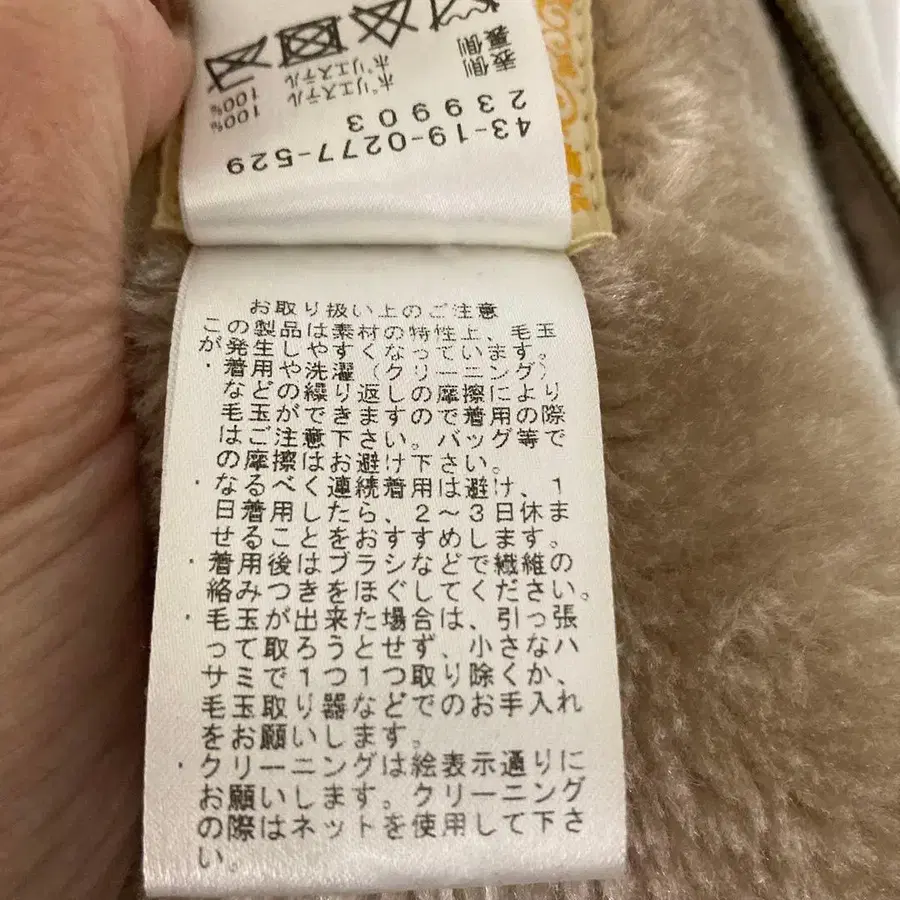 43-19-0277-529
239903
表側 ポリエステル 100%
裏側 ポリエステル 100%
お取り扱い上のご注意
この製品は素材の特性上、毛玉
が発生しやすくなっています。
・着用や洗濯(クリーニング)
などの繰り返しの摩擦により
毛玉ができますので着用の際
はご注意下さい。バッグ等で
の摩擦はお避け下さい。
・なるべく連続着用は避け、1
日着用したら、2~3日休ま
せることをおすすめします。
・着用後はブラシなどで繊維の
絡みつきをほぐしてください。
・毛玉が出来た場合は、引っ張
って取ろうとせず、小さなハ
サミで1つ1つ取り除くか、
毛玉取り器などでのお手入れ
をお願いします。
・クリーニングは絵表示通りに
お願いします。クリーニング
の際はネットを使用して下さ
い。